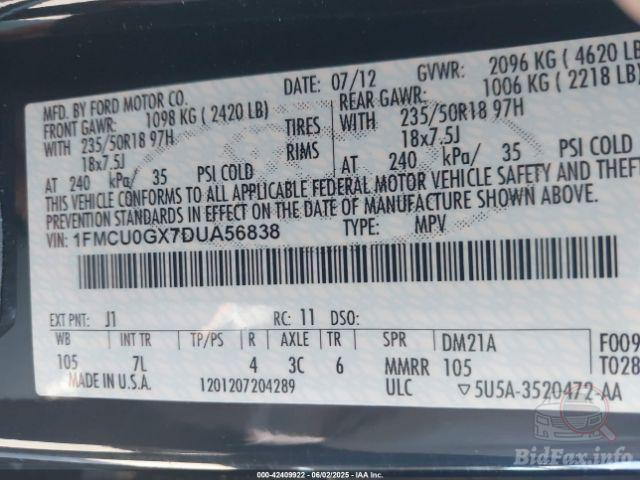 MFD. BY FORD MOTOR CO. DATE: 07/12 GVWR: 2096 KG ( 4620 LB
FRONT GAWR: 1098 KG ( 2420 LB) REAR GAWR: 1006 KG ( 2218 LB)
WITH 235/50R18 97H TIRES WITH 235/50R18 97H
18x7.5J RIMS 18x7.5J
AT 240 kPa/ 35 PSI COLD AT 240 kPa/ 35 PSI COLD
THIS VEHICLE CONFORMS TO ALL APPLICABLE FEDERAL MOTOR VEHICLE SAFETY AND THEFT
PREVENTION STANDARDS IN EFFECT ON THE DATE OF MANUFACTURE SHOWN ABOVE.
VIN: 1FMCU0GX7DUA56838 TYPE: MPV
EXT PNT: J1 RC: 11 DSO:
WB INT TR TP/PS R AXLE TR SPR DM21A F009
105 7L 4 3C 6 MMRR 105 T028
MADE IN U.S.A. 1201207204289 ULC ▽5U5A-3520472-AA
BidFax.info
000-42409922 - 06/02/2025 - IAA Inc.